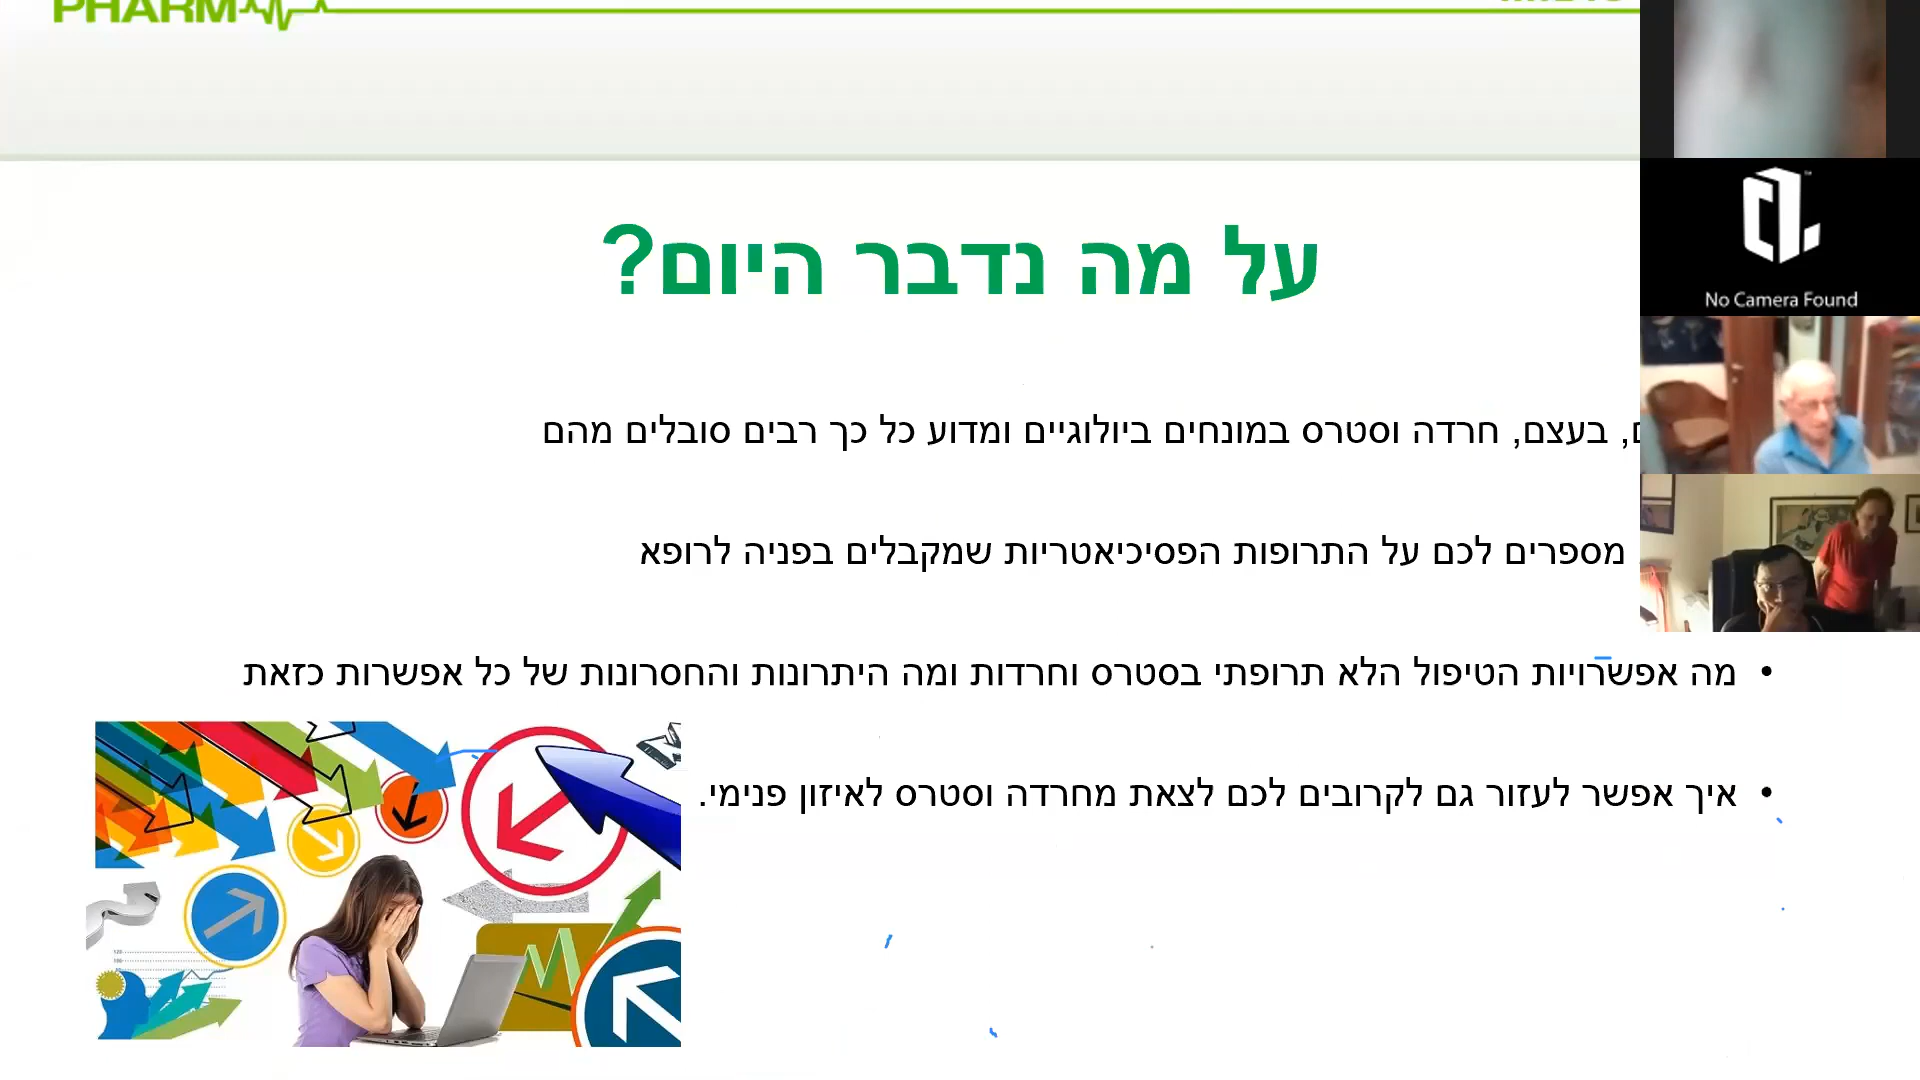 PHARM
No Camera Found
על מה נדבר היום?
, בעצם, חרדה וסטרס במונחים ביולוגיים ומדוע כל כך רבים סובלים מהם
מספרים לכם על התרופות הפסיכיאטריות שמקבלים בפניה לרופא
• מה אפשרויות הטיפול הלא תרופתי בסטרס וחרדות ומה היתרונות והחסרונות של כל אפשרות כזאת
• איך אפשר לעזור גם לקרובים לכם לצאת מחרדה וסטרס לאיזון פנימי.